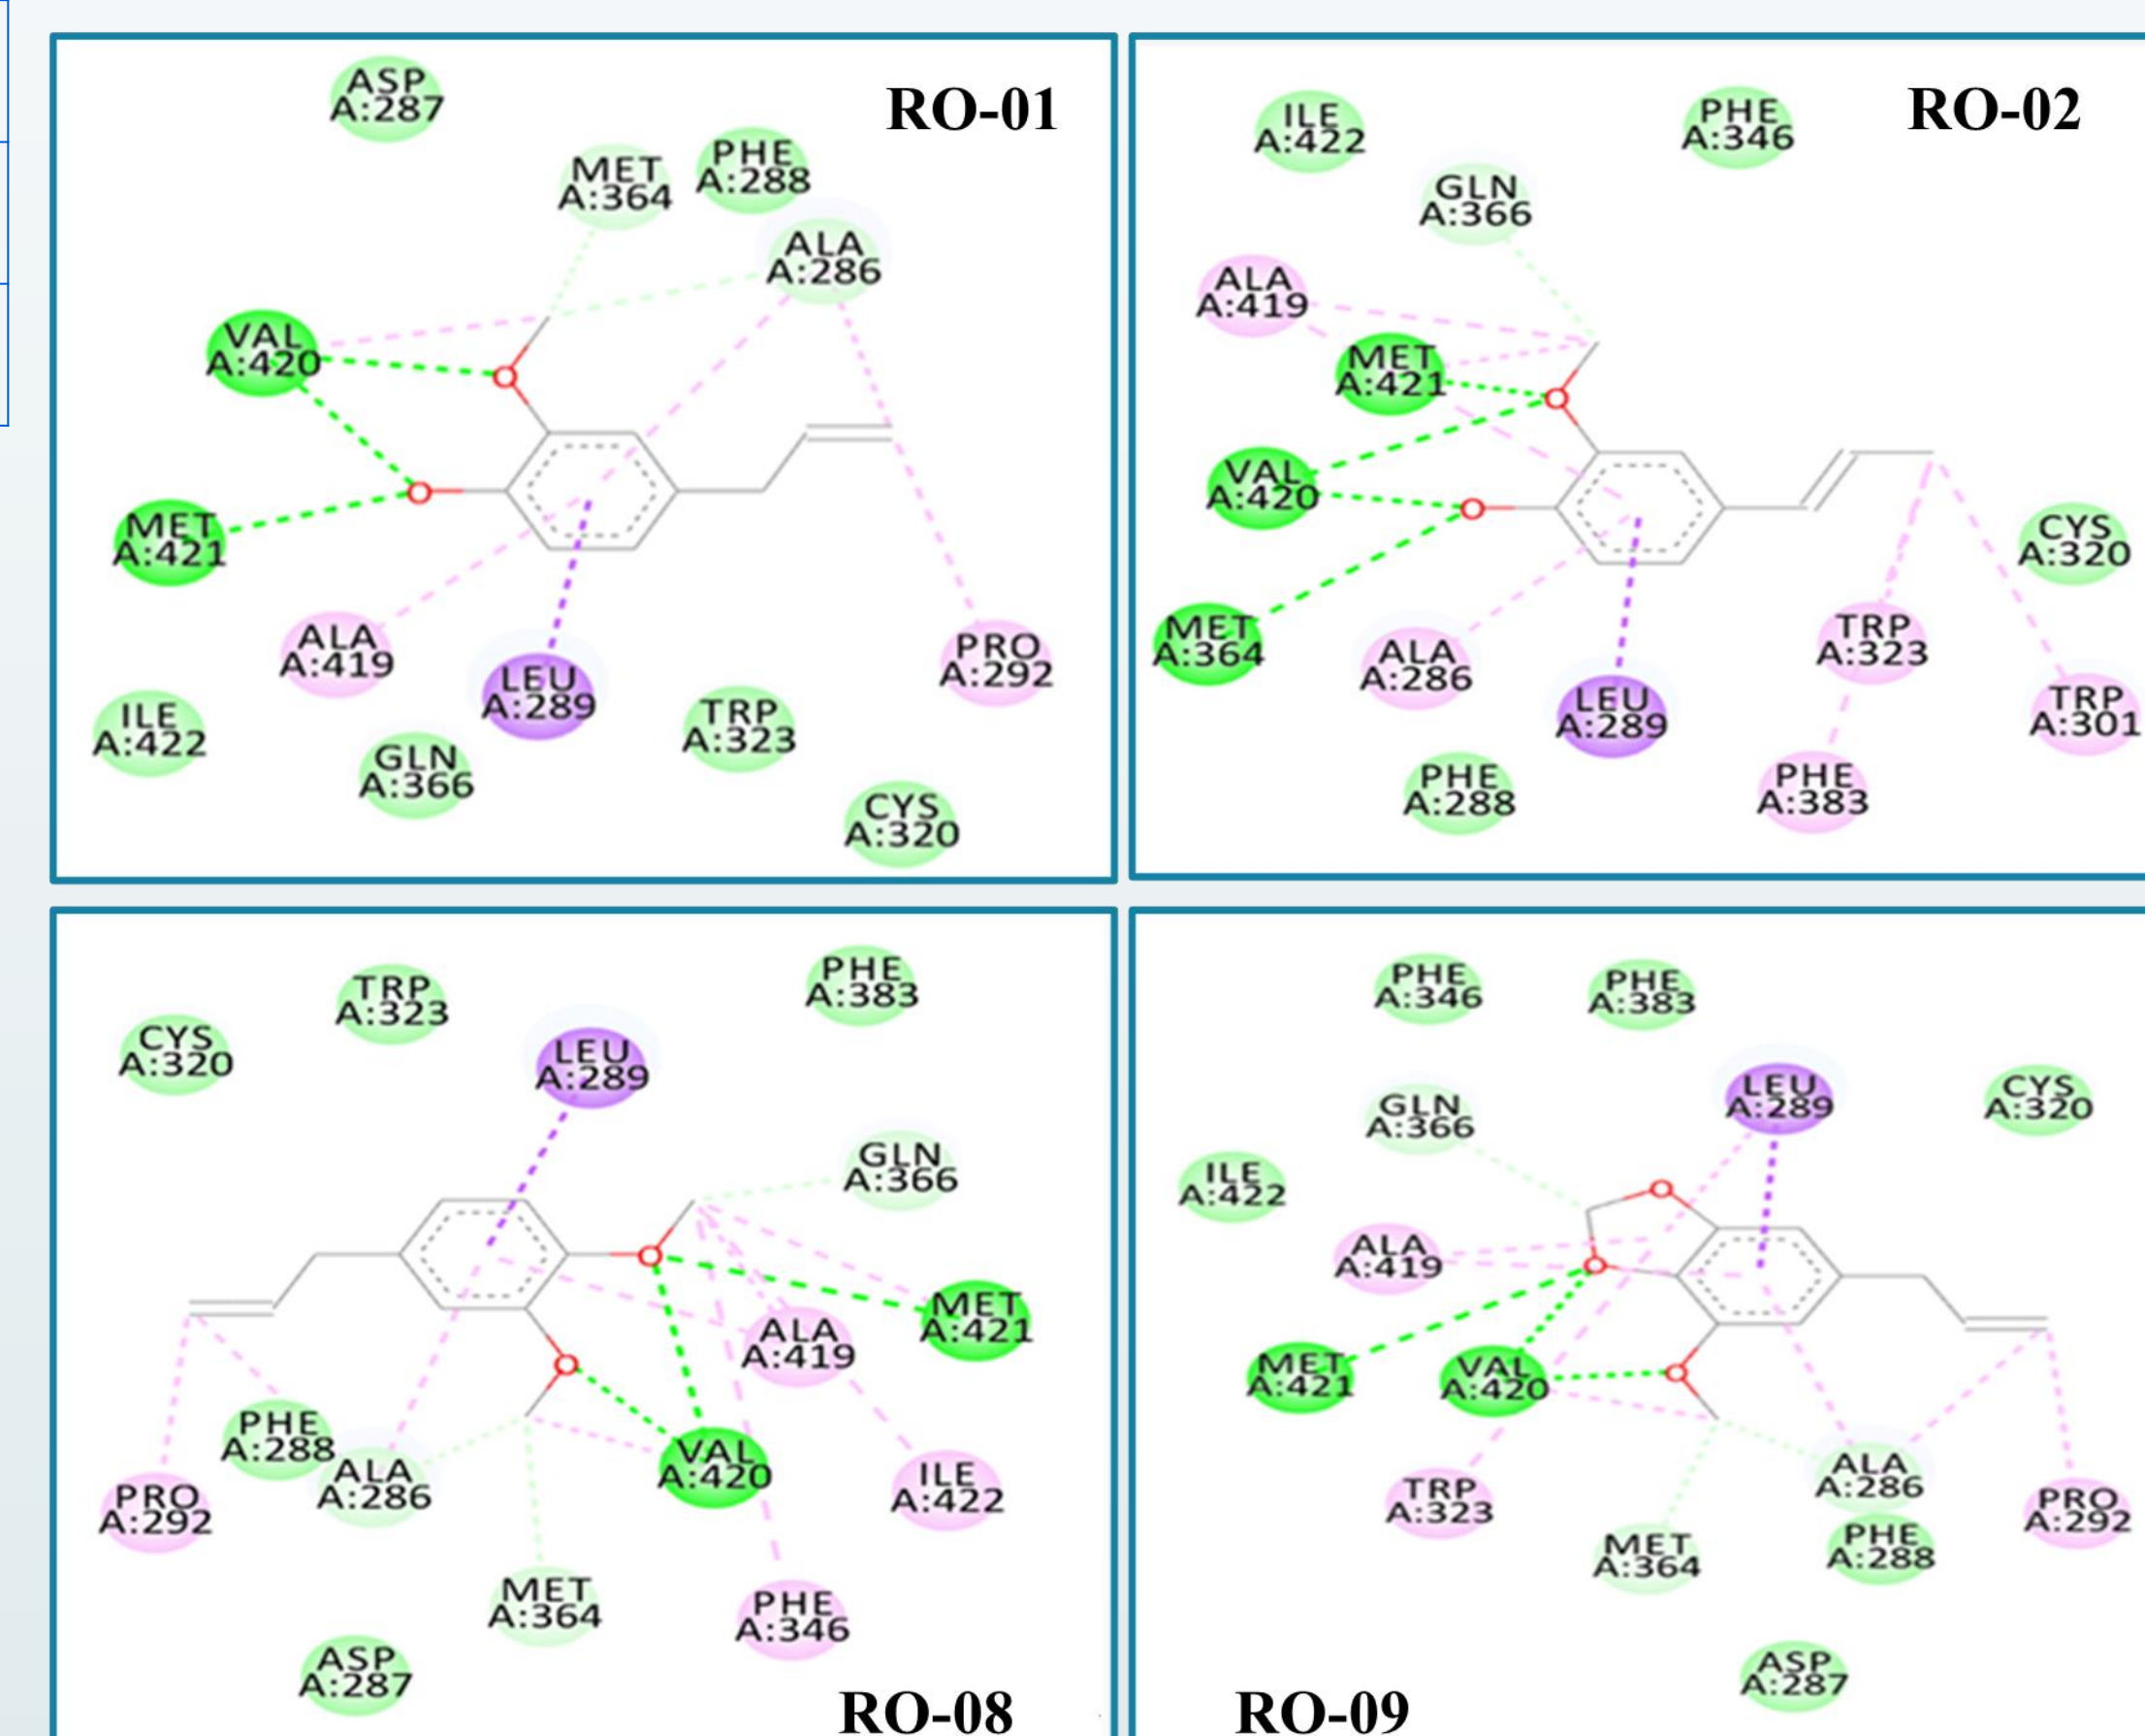 RO-01
ASP
A:287
MET
A:364
PHE
A:288
ALA
A:286
VAL
A:420
O
O
MET
A:421
ALA
A:419
LEU
A:289
PRO
A:292
ILE
A:422
GLN
A:366
TRP
A:323
CYS
A:320
RO-02
ILE
A:422
PHE
A:346
GLN
A:366
ALA
A:419
MET
A:421
O
VAL
A:420
O
CYS
A:320
MET
A:364
ALA
A:286
LEU
A:289
TRP
A:323
TRP
A:301
PHE
A:288
PHE
A:383
PHE
A:383
TRP
A:323
CYS
A:320
LEU
A:289
GLN
A:366
O
MET
A:421
ALA
A:419
O
PHE
A:288
ALA
A:286
VAL
A:420
ILE
A:422
PRO
A:292
MET
A:364
PHE
A:346
ASP
A:287
RO-08
PHE
A:346
PHE
A:383
LEU
A:289
CYS
A:320
GLN
A:366
ILE
A:422
O
ALA
A:419
O
MET
A:421
VAL
A:420
O
TRP
A:323
ALA
A:286
PRO
A:292
MET
A:364
PHE
A:288
ASP
A:287
RO-09